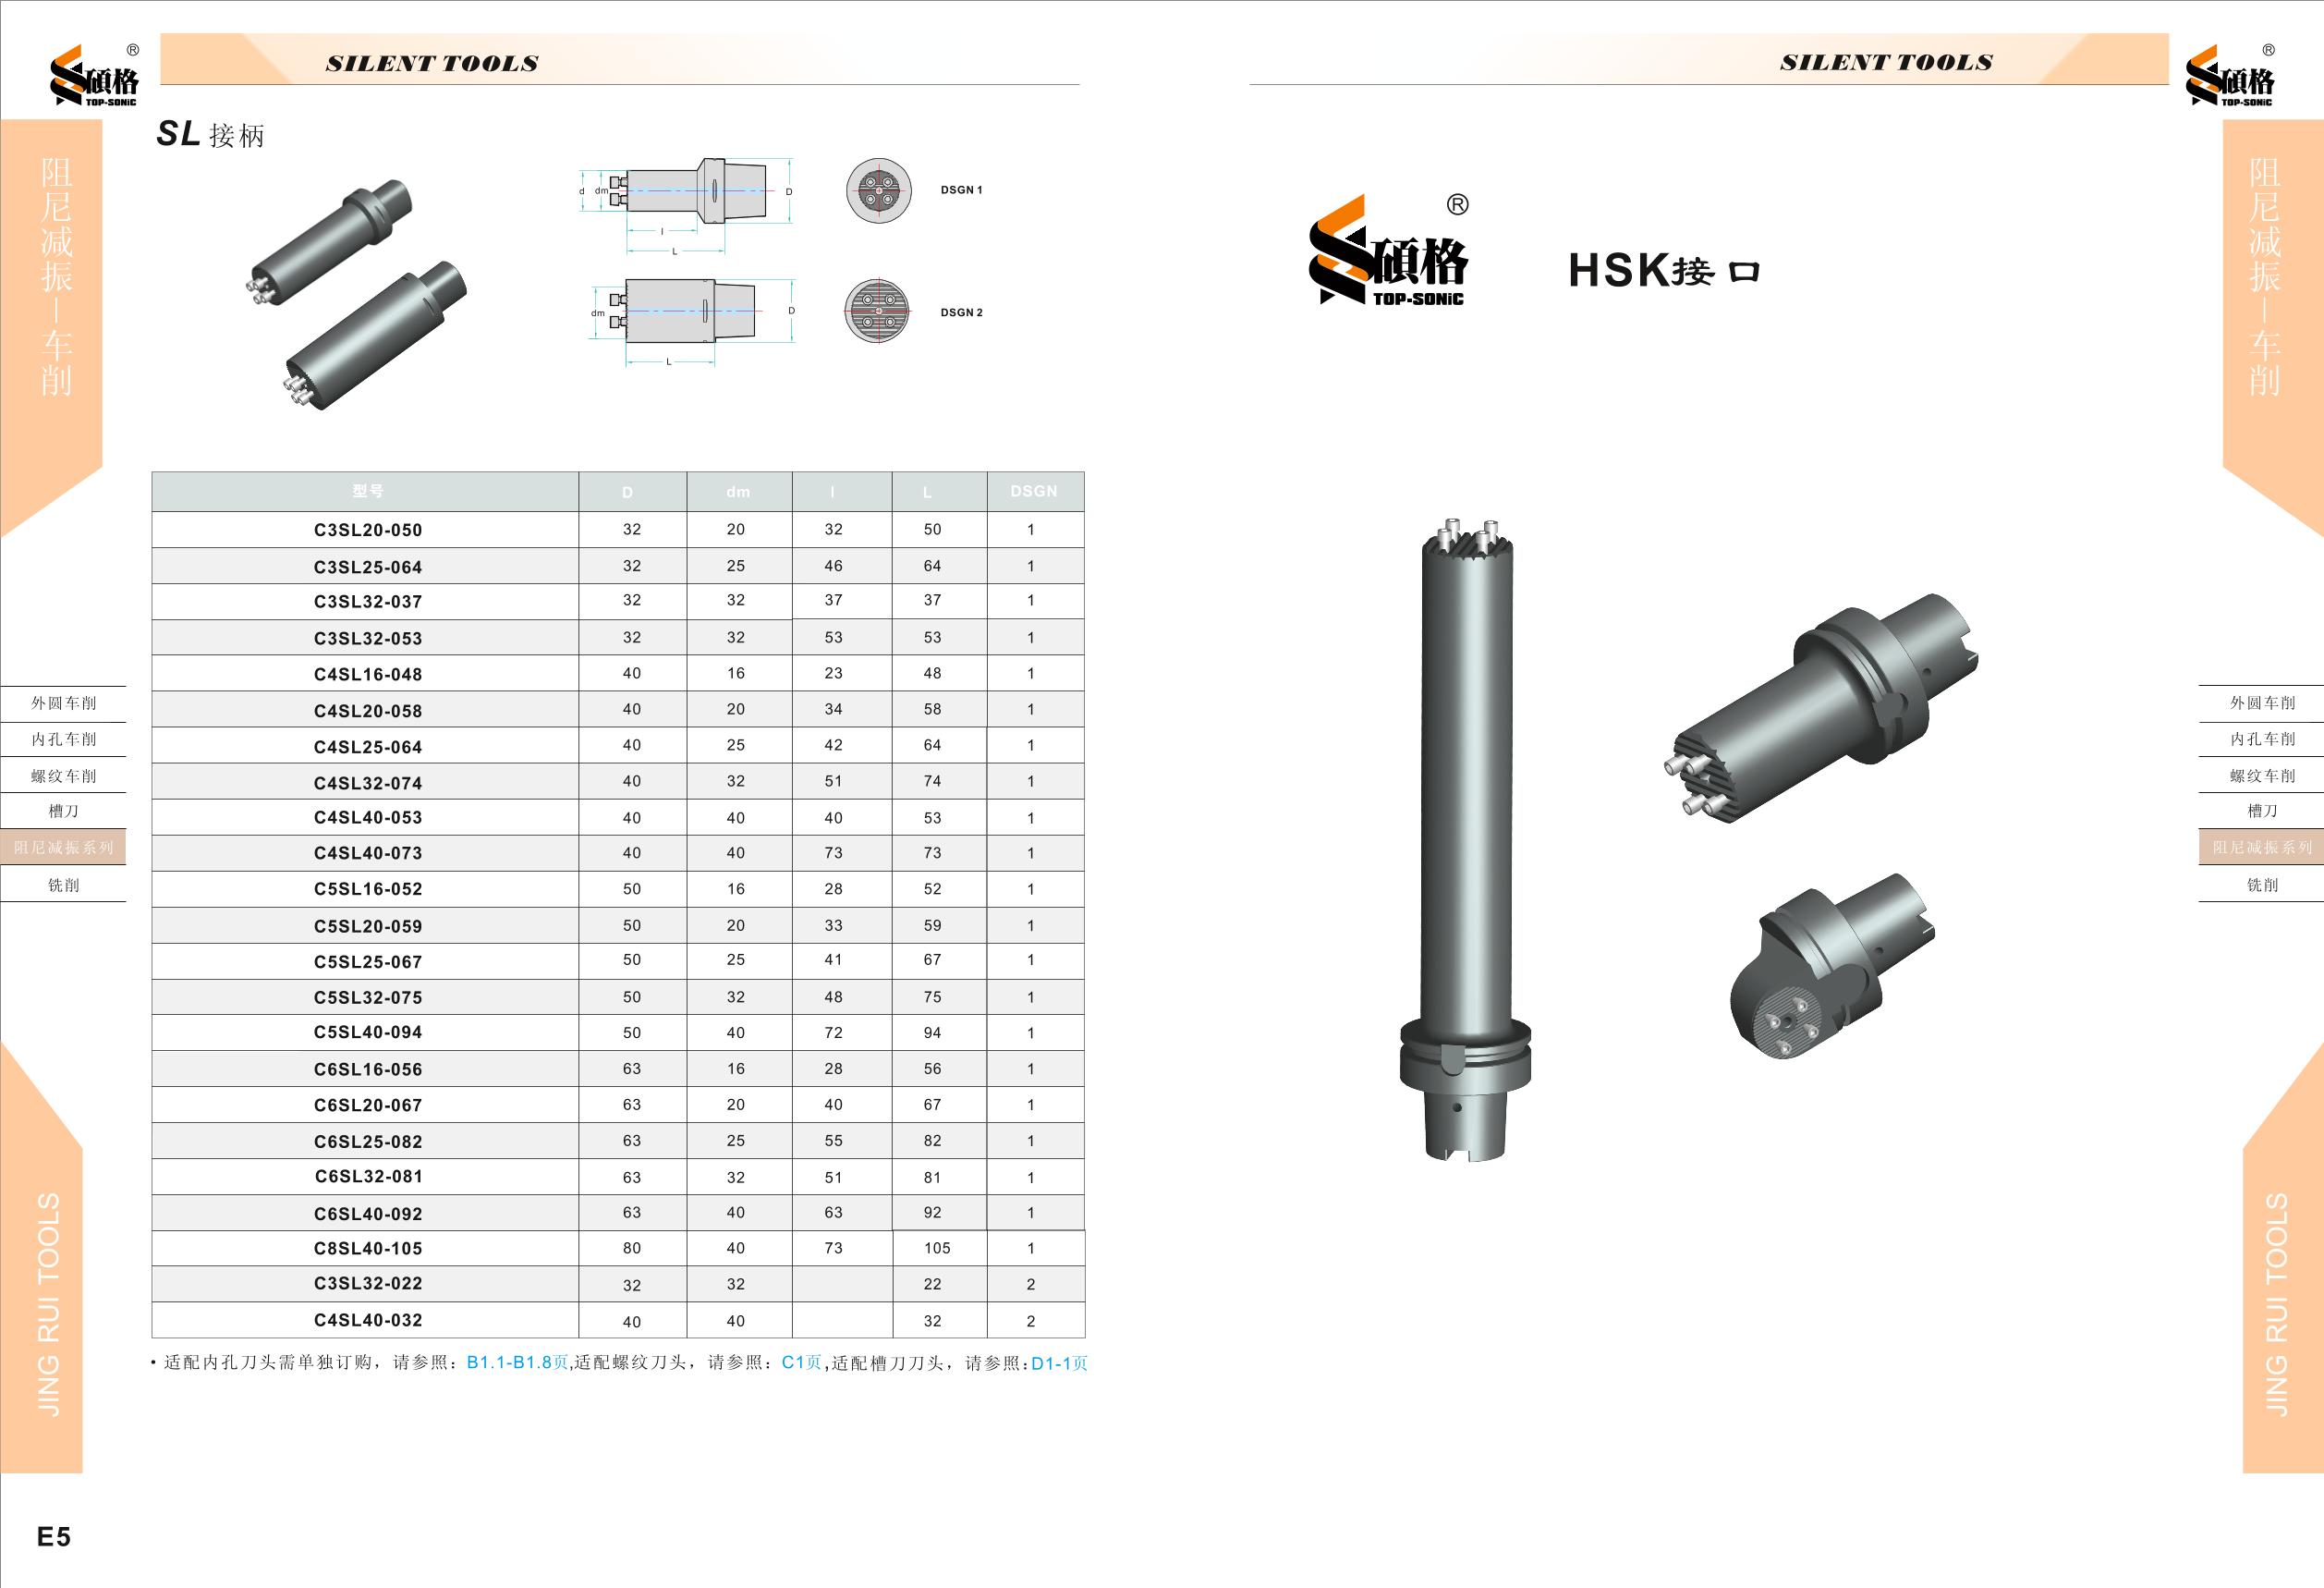 硕格
TOP-SONiC
®
SILENT TOOLS
SL 接柄
阻尼减振—车削
d
dm
D
l
L
DSGN 1
dm
D
L
DSGN 2
型号 D dm l L DSGN
C3SL20-050 32 20 32 50 1
C3SL25-064 32 25 46 64 1
C3SL32-037 32 32 37 37 1
C3SL32-053 32 32 53 53 1
C4SL16-048 40 16 23 48 1
C4SL20-058 40 20 34 58 1
C4SL25-064 40 25 42 64 1
C4SL32-074 40 32 51 74 1
C4SL40-053 40 40 40 53 1
C4SL40-073 40 40 73 73 1
C5SL16-052 50 16 28 52 1
C5SL20-059 50 20 33 59 1
C5SL25-067 50 25 41 67 1
C5SL32-075 50 32 48 75 1
C5SL40-094 50 40 72 94 1
C6SL16-056 63 16 28 56 1
C6SL20-067 63 20 40 67 1
C6SL25-082 63 25 55 82 1
C6SL32-081 63 32 51 81 1
C6SL40-092 63 40 63 92 1
C8SL40-105 80 40 73 105 1
C3SL32-022 32 32 22 2
C4SL40-032 40 40 32 2
• 适配内孔刀头需单独订购，请参照：B1.1-B1.8页,适配螺纹刀头，请参照：C1页,适配槽刀刀头，请参照:D1-1页
外圆车削
内孔车削
螺纹车削
槽刀
阻尼减振系列
铣削
JING RUI TOOLS
E5
SILENT TOOLS
硕格
TOP-SONiC
®
硕格
TOP-SONiC
®
HSK接口
阻尼减振—车削
外圆车削
内孔车削
螺纹车削
槽刀
阻尼减振系列
铣削
JING RUI TOOLS